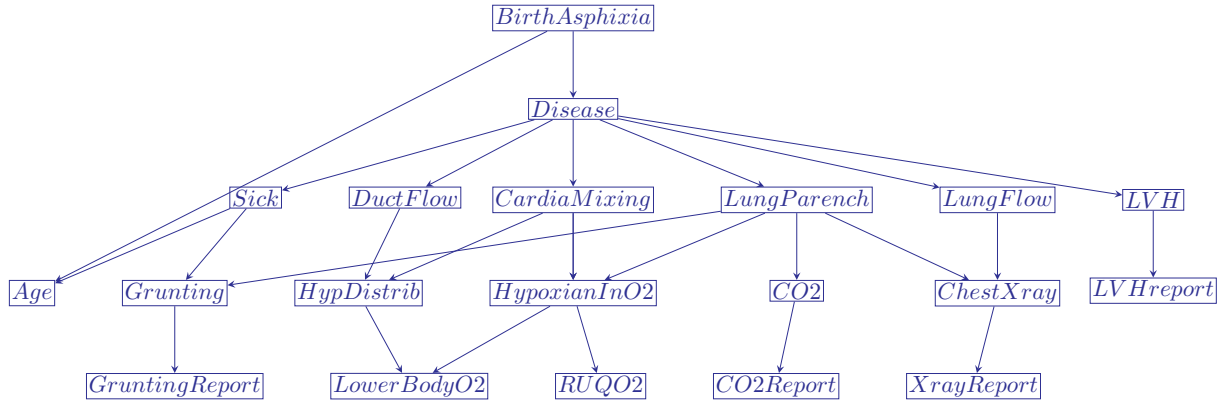 BirthAsphixia
Disease
Sick DuctFlow CardiaMixing LungParench LungFlow LVH
Age Grunting HypDistrib HypoxianInO2 CO2 ChestXray LVHreport
GruntingReport LowerBodyO2 RUQO2 CO2Report XrayReport